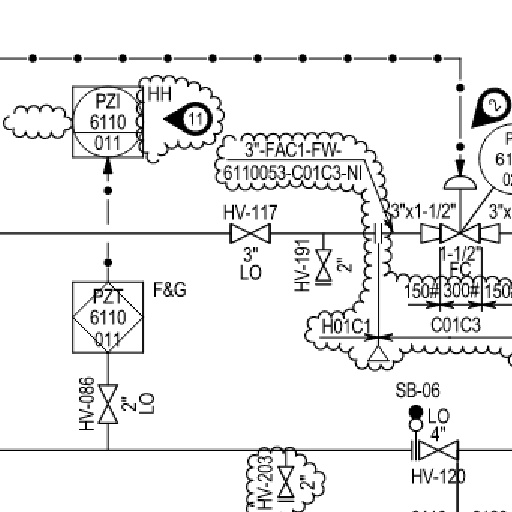 HH
PZI
6110
011
11
2
3"-FAC1-FW-
6110053-C01C3-NI
61
HV-117
3"x1-1/2"
3"x
3"
LO
HV-191
2"
1-1/2"
FC
150#
300#
150
PZT
6110
011
F&G
H01C1
C01C3
HV-086
2"
LO
SB-06
LO
4"
HV-120
HV-203
2"